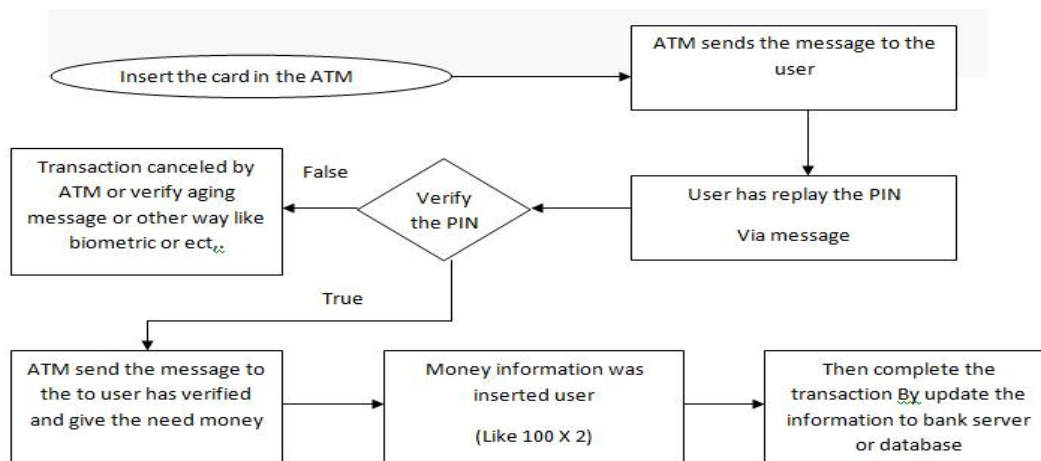 Insert the card in the ATM
ATM sends the message to the
user
User has replay the PIN
Via message
Verify
the PIN
False
Transaction canceled by
ATM or verify aging
message or other way like
biometric or ect,.
True
ATM send the message to
the to user has verified
and give the need money
Money information was
inserted user
(Like 100 X 2)
Then complete the
transaction By update the
information to bank server
or database